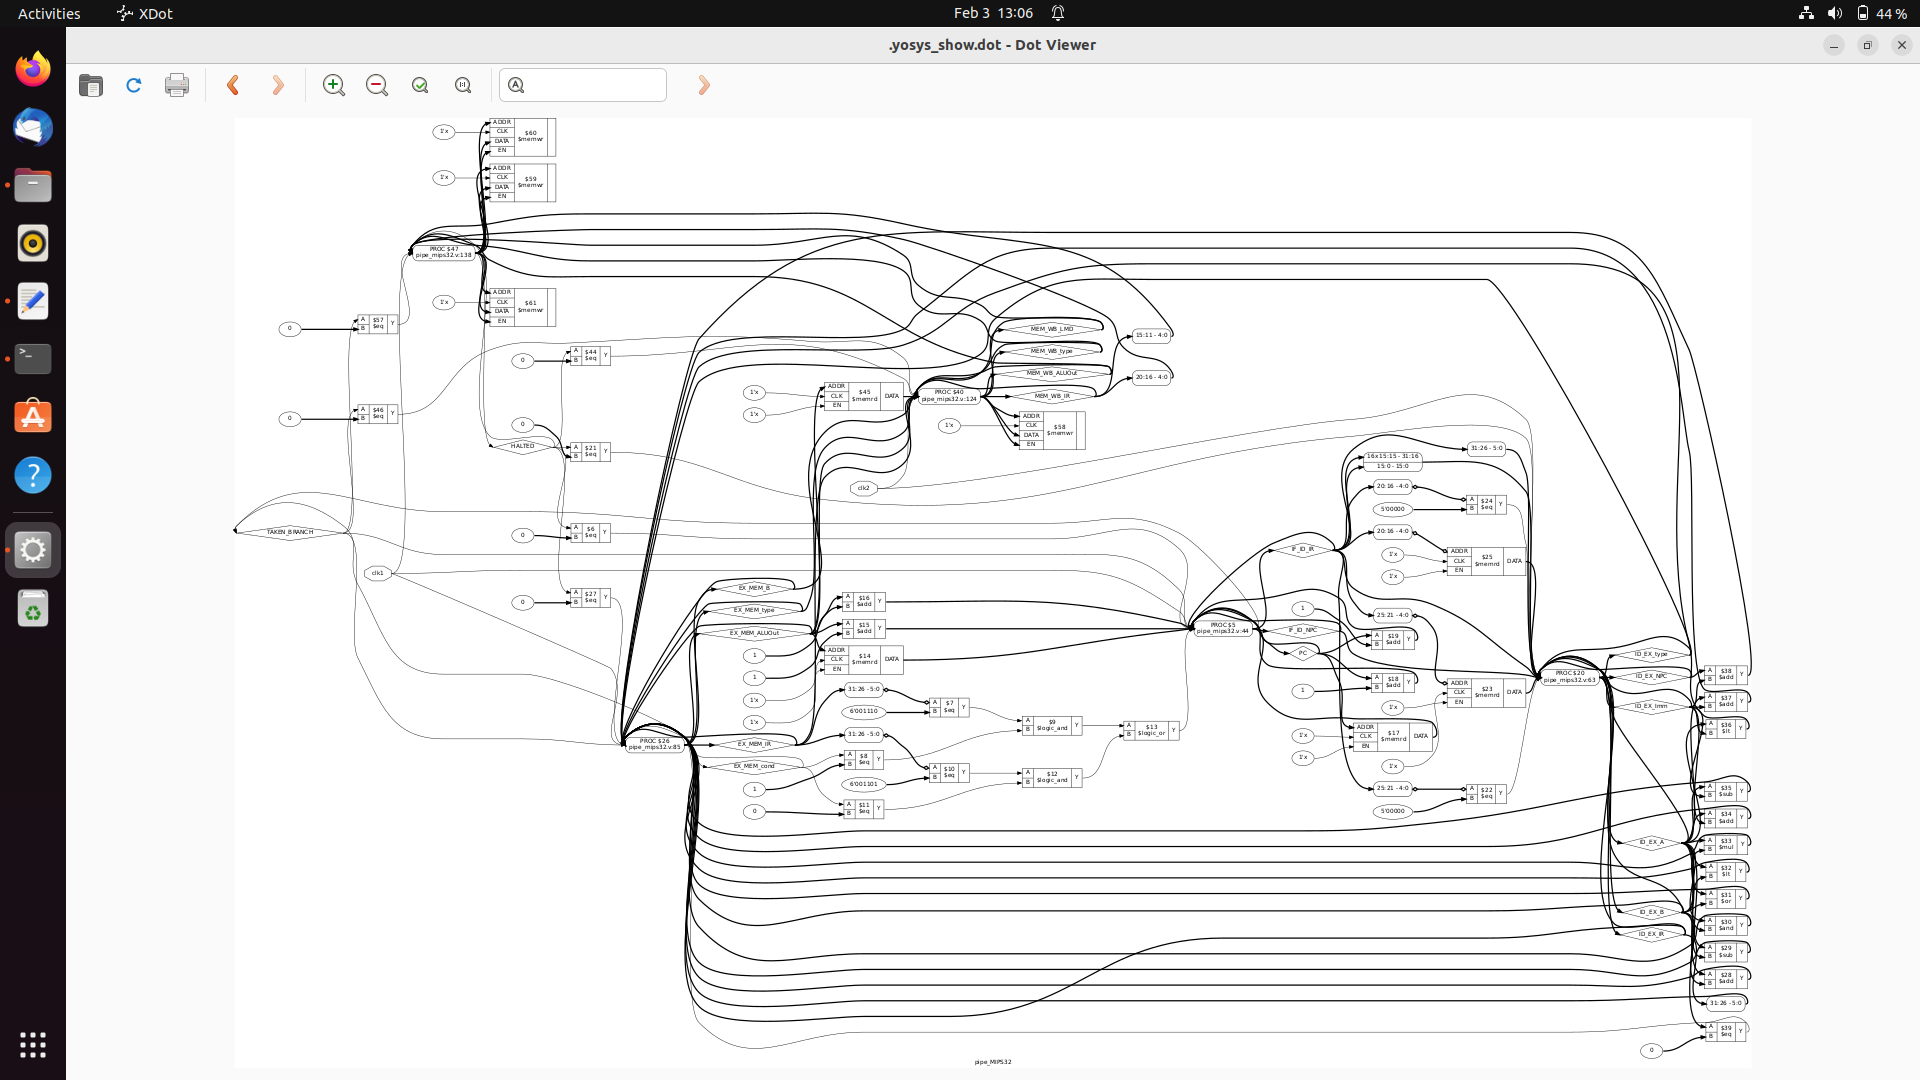 Activities
XDot
Feb 3 13:06
44 %
.yosys_show.dot - Dot Viewer
ADDR
CLK
DATA
EN
$60
$memwr
1'x
ADDR
CLK
DATA
EN
$59
$memwr
1'x
PROC $47
pipe_mips32.v:138
ADDR
CLK
DATA
EN
$61
$memwr
1'x
0
A
B
$57
$eq
Y
0
A
B
$44
$eq
Y
0
A
B
$46
$eq
Y
0
HALTED
A
B
$21
$eq
Y
TAKEN_BRANCH
0
A
B
$6
$eq
Y
clk1
0
A
B
$27
$eq
Y
PROC $26
pipe_mips32.v:85
1'x
1'x
ADDR
CLK
EN
$45
$memrd
DATA
clk2
PROC $40
pipe_mips32.v:124
MEM_WB_LMD
MEM_WB_type
MEM_WB_ALUOut
MEM_WB_IR
15:11 - 4:0
20:16 - 4:0
1'x
ADDR
CLK
DATA
EN
$58
$memwr
EX_MEM_B
EX_MEM_type
EX_MEM_ALUOut
1
1
1'x
1'x
EX_MEM_IR
EX_MEM_cond
1
0
A
B
$16
$add
Y
A
B
$15
$add
Y
ADDR
CLK
EN
$14
$memrd
DATA
31:26 - 5:0
6'001110
31:26 - 5:0
A
B
$8
$eq
Y
6'001101
A
B
$11
$eq
Y
A
B
$7
$eq
Y
A
B
$10
$eq
Y
A
B
$9
$logic_and
Y
A
B
$12
$logic_and
Y
A
B
$13
$logic_or
Y
PROC $5
pipe_mips32.v:44
IF_ID_IR
1
IF_ID_NPC
PC
1
1'x
1'x
16x15:15 - 31:16
15:0 - 15:0
31:26 - 5:0
20:16 - 4:0
5'00000
A
B
$24
$eq
Y
20:16 - 4:0
1'x
1'x
ADDR
CLK
EN
$25
$memrd
DATA
25:21 - 4:0
A
B
$19
$add
Y
A
B
$18
$add
Y
1'x
ADDR
CLK
EN
$23
$memrd
DATA
ADDR
CLK
EN
$17
$memrd
DATA
1'x
25:21 - 4:0
5'00000
A
B
$22
$eq
Y
PROC $20
pipe_mips32.v:63
ID_EX_type
ID_EX_NPC
ID_EX_Imm
ID_EX_A
ID_EX_B
ID_EX_IR
A
B
$38
$add
Y
A
B
$37
$add
Y
A
B
$36
$lt
Y
A
B
$35
$sub
Y
A
B
$34
$add
Y
A
B
$33
$mul
Y
A
B
$32
$lt
Y
A
B
$31
$or
Y
A
B
$30
$and
Y
A
B
$29
$sub
Y
A
B
$28
$add
Y
31:26 - 5:0
0
A
B
$39
$eq
Y
pipe_MIPS32